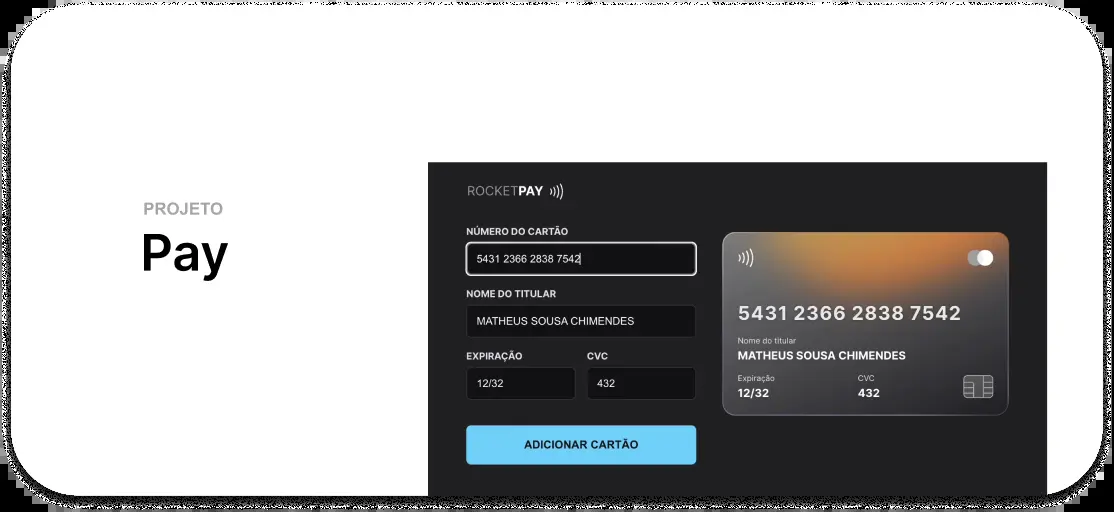 PROJETO
Pay
ROCKETPAY
NÚMERO DO CARTÃO
5431 2366 2838 7542
NOME DO TITULAR
MATHEUS SOUSA CHIMENDES
EXPIRAÇÃO CVC
12/32 432
ADICIONAR CARTÃO
5431 2366 2838 7542
Nome do titular
MATHEUS SOUSA CHIMENDES
Expiração CVC
12/32 432